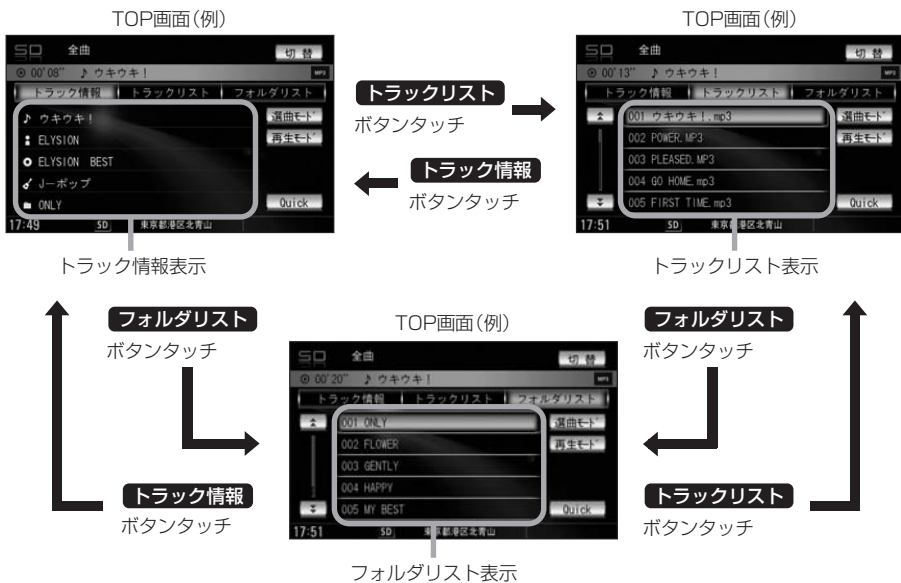 TOP画面(例)
SD 全曲 切替
00'08" ♪ ウキウキ! MP3
トラック情報 トラックリスト フォルダリスト
♪ ウキウキ! 選曲モード
ELYSION 再生モード
ELYSION BEST
J-ポップ
ONLY Quick
17:49 SD 東京都港区北青山
トラック情報表示
トラックリスト
ボタンタッチ
トラック情報
ボタンタッチ
TOP画面(例)
SD 全曲 切替
00'13" ♪ ウキウキ! MP3
トラック情報 トラックリスト フォルダリスト
001 ウキウキ!.mp3 選曲モード
002 POWER.MP3 再生モード
003 PLEASED.MP3
004 GO HOME.mp3
005 FIRST TIME.mp3 Quick
17:51 SD 東京都港区北青山
トラックリスト表示
フォルダリスト
ボタンタッチ
トラック情報
ボタンタッチ
TOP画面(例)
SD 全曲 切替
00'20" ♪ ウキウキ! MP3
トラック情報 トラックリスト フォルダリスト
001 ONLY 選曲モード
002 FLOWER 再生モード
003 GENTLY
004 HAPPY
005 MY BEST Quick
17:51 SD 東京都港区北青山
フォルダリスト表示
フォルダリスト
ボタンタッチ
トラックリスト
ボタンタッチ